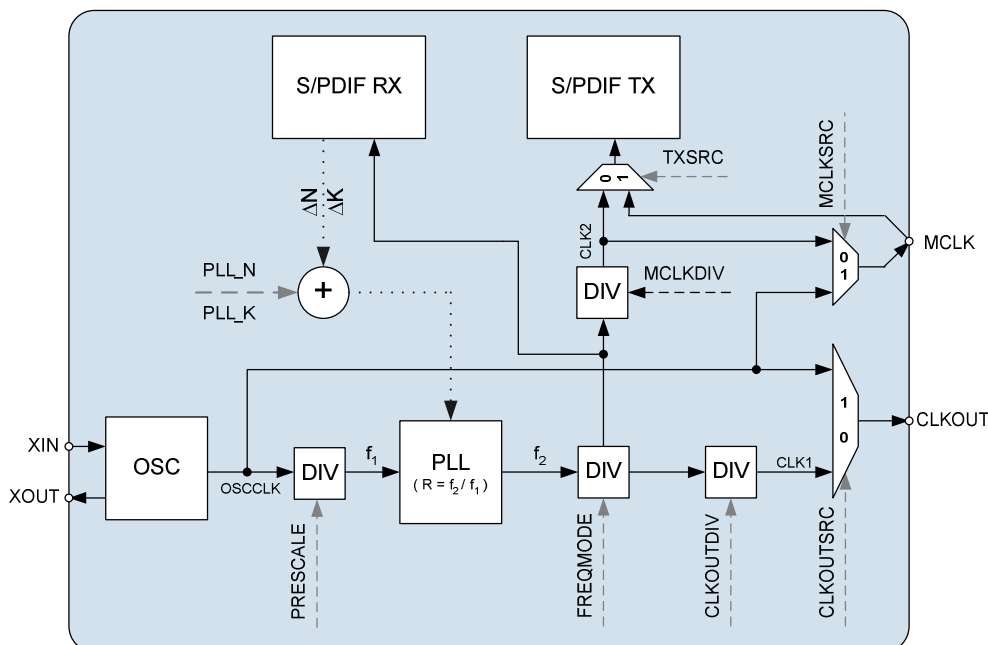 S/PDIF RX
S/PDIF TX
TXSRC
MCLKSRC
0 1
ΔN
ΔK
CLK2
MCLK
0
1
PLL_N
PLL_K
+
DIV
MCLKDIV
XIN
XOUT
OSC
OSCCLK
DIV
f1
PLL
( R = f2 / f1 )
f2
DIV
DIV
CLK1
1
0
CLKOUT
PRESCALE
FREQMODE
CLKOUTDIV
CLKOUTSRC